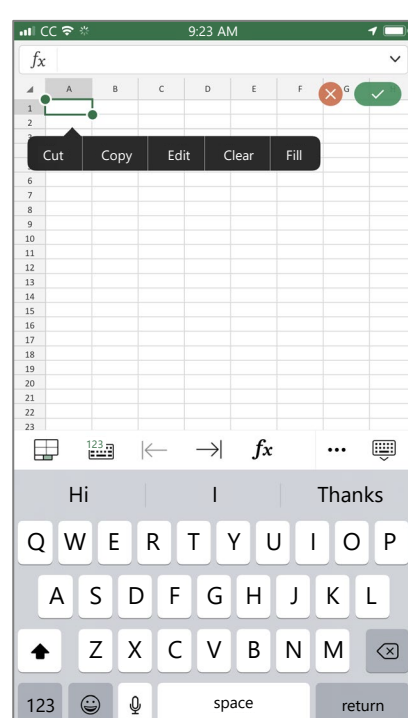 CC 9:23 AM
fx
A B C D E F G
1
2
Cut Copy Edit Clear Fill
6
7
8
9
10
11
12
13
14
15
16
17
18
19
20
21
22
23
123 fx •••
Hi I Thanks
Q W E R T Y U I O P
A S D F G H J K L
Z X C V B N M
123 space return